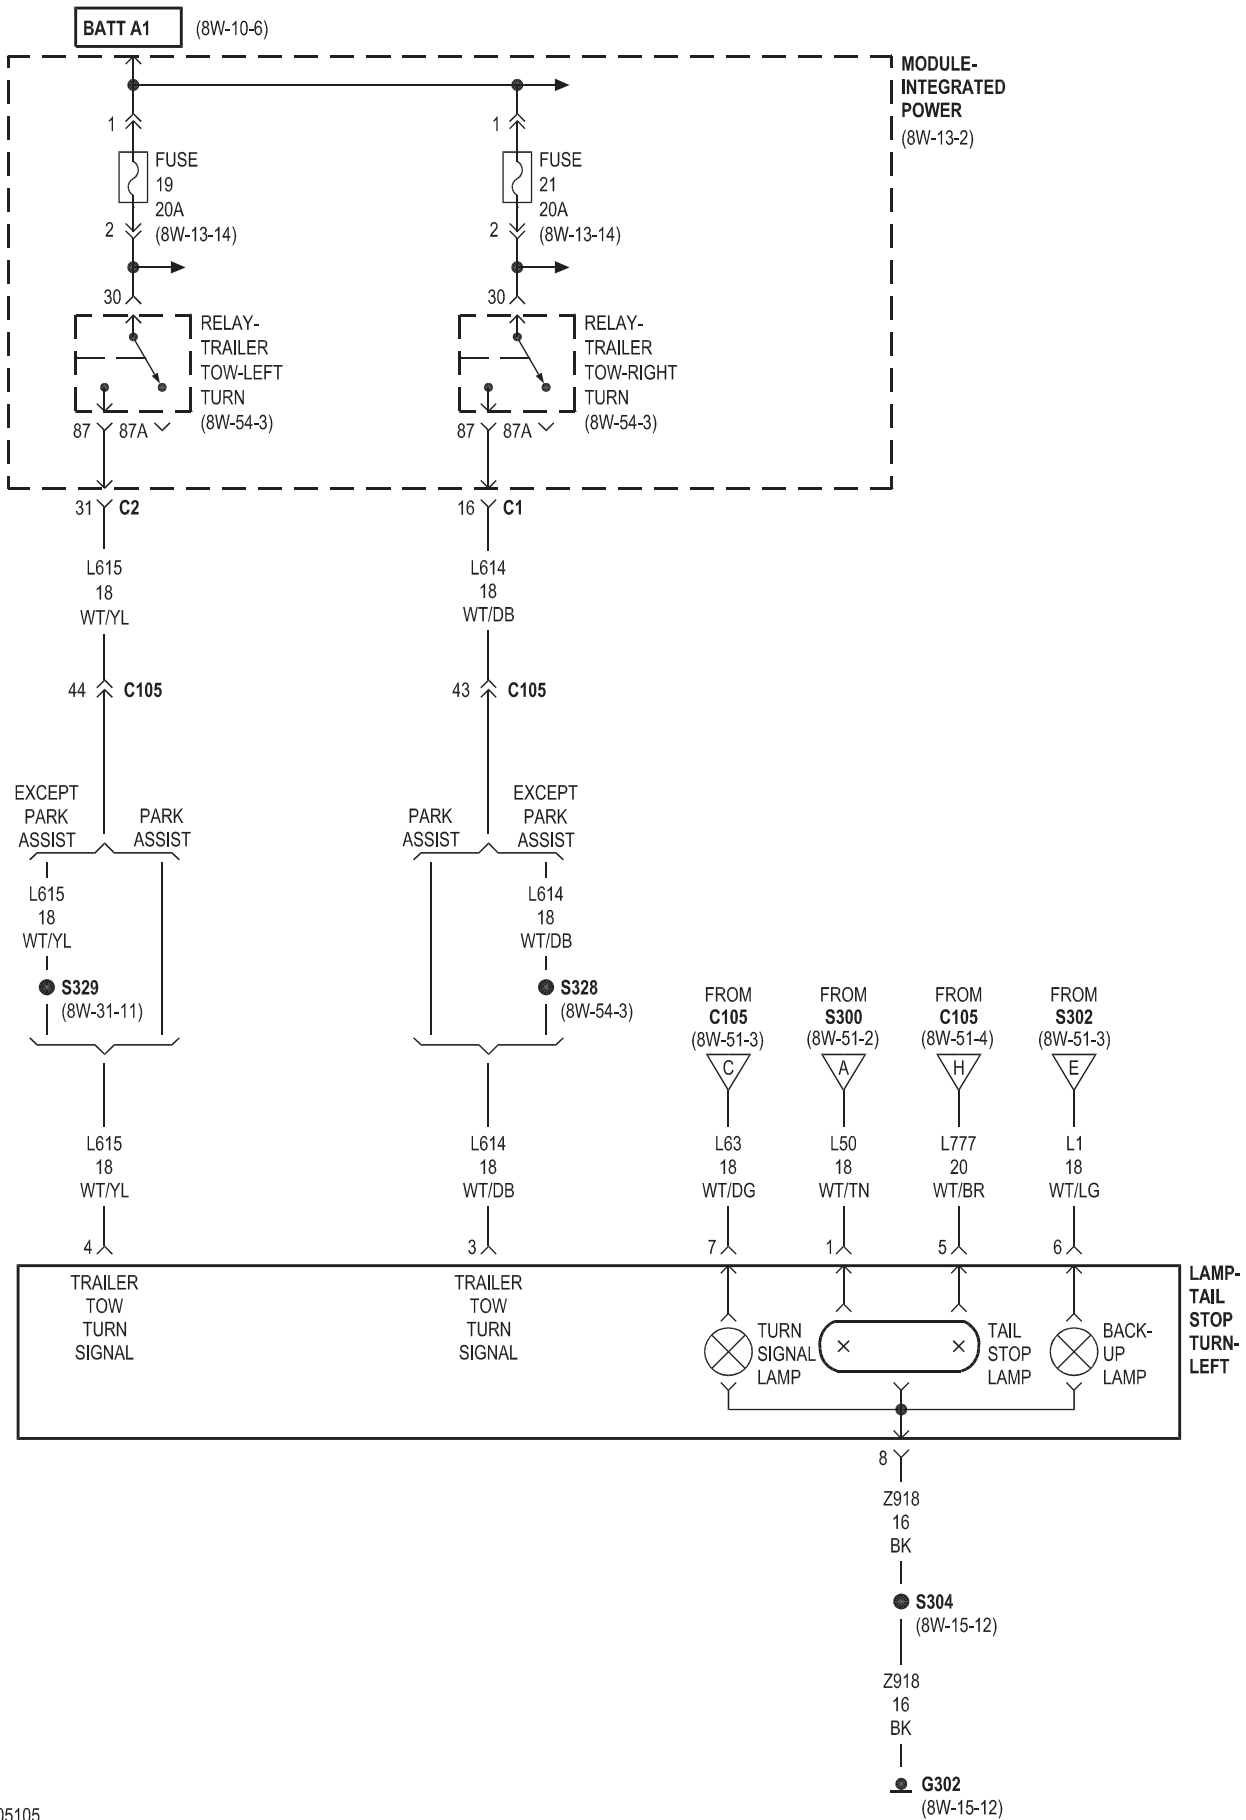 BATT A1 (8W-10-6)
MODULE-
INTEGRATED
POWER
(8W-13-2)
1
FUSE
19
20A
(8W-13-14)
2
30
RELAY-
TRAILER
TOW-LEFT
TURN
(8W-54-3)
87 87A
31 C2
L615
18
WT/YL
44 C105
1
FUSE
21
20A
(8W-13-14)
2
30
RELAY-
TRAILER
TOW-RIGHT
TURN
(8W-54-3)
87 87A
16 C1
L614
18
WT/DB
43 C105
EXCEPT
PARK
ASSIST
PARK
ASSIST
L615
18
WT/YL
S329
(8W-31-11)
L615
18
WT/YL
4
PARK
ASSIST
EXCEPT
PARK
ASSIST
L614
18
WT/DB
S328
(8W-54-3)
L614
18
WT/DB
3
FROM
C105
(8W-51-3)
C
L63
18
WT/DG
7
FROM
S300
(8W-51-2)
A
L50
18
WT/TN
1
FROM
C105
(8W-51-4)
H
L777
20
WT/BR
5
FROM
S302
(8W-51-3)
E
L1
18
WT/LG
6
TRAILER
TOW
TURN
SIGNAL
TRAILER
TOW
TURN
SIGNAL
TURN
SIGNAL
LAMP
TAIL
STOP
LAMP
BACK-
UP
LAMP
LAMP-
TAIL
STOP
TURN-
LEFT
8
Z918
16
BK
S304
(8W-15-12)
Z918
16
BK
G302
(8W-15-12)
05105